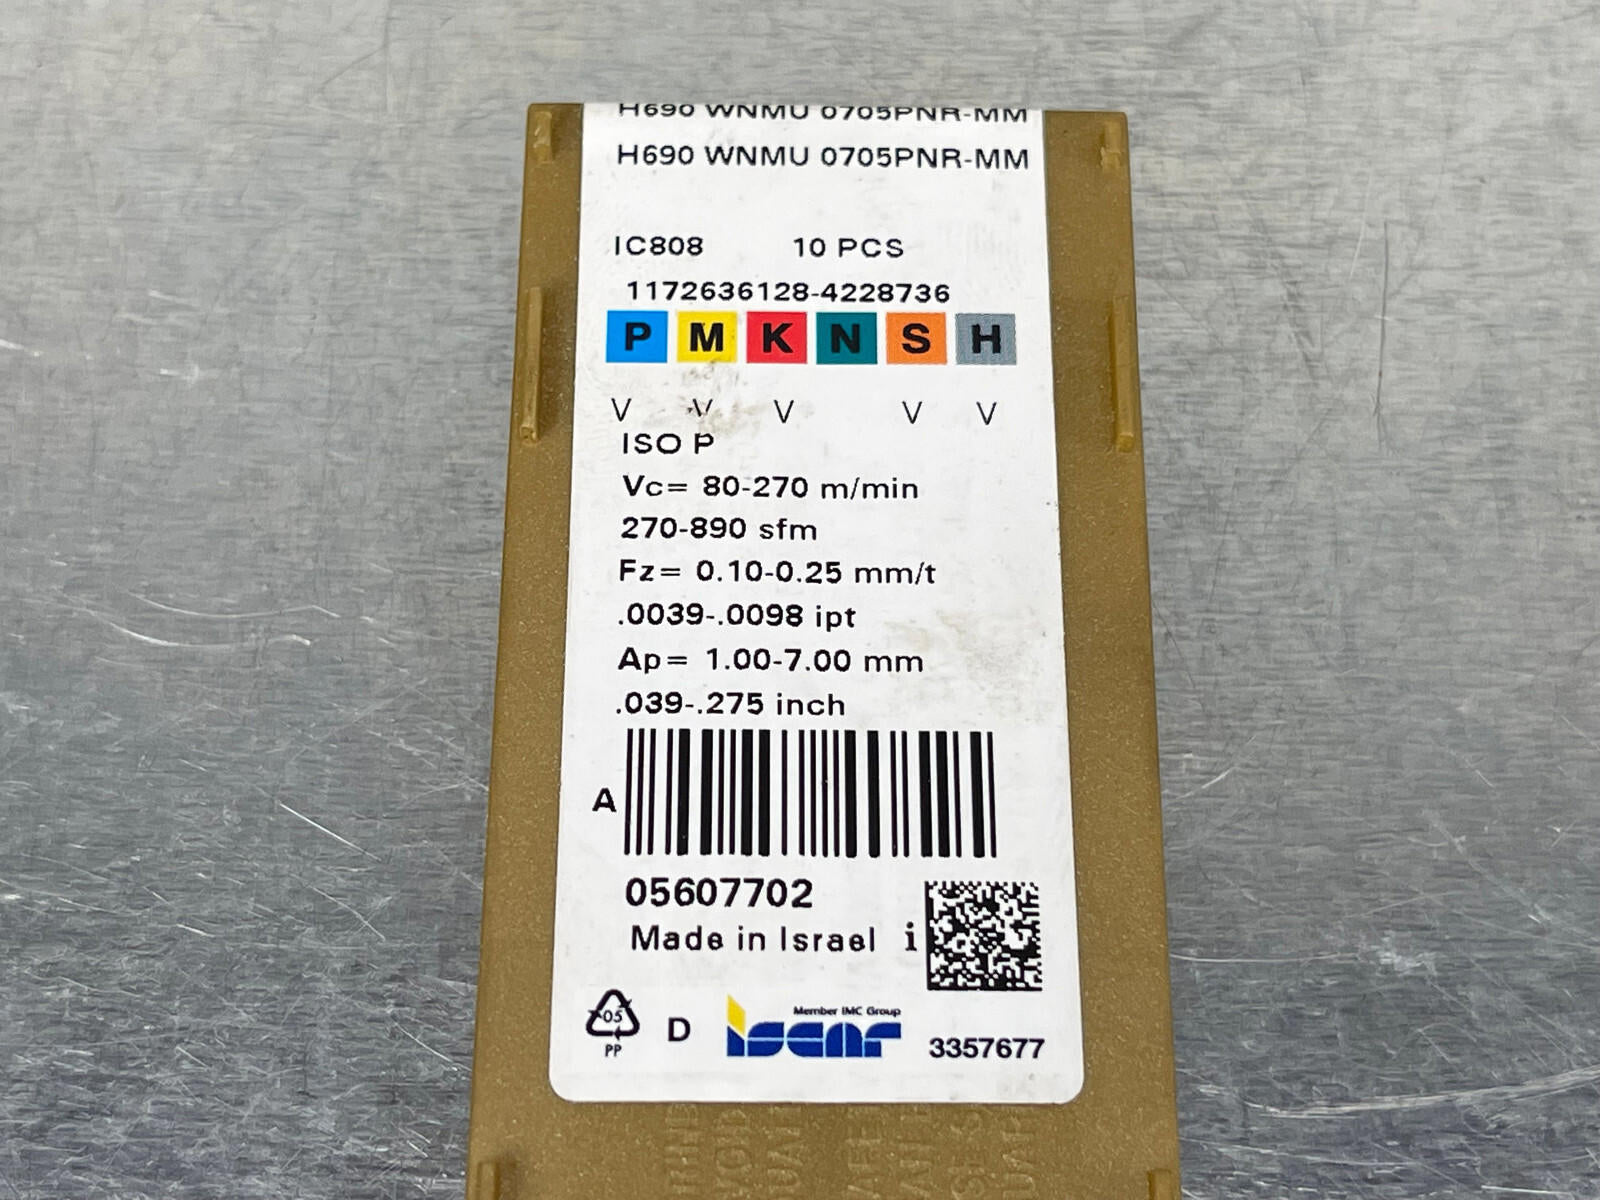 H690 WNMU 0705PNR-MM
H690 WNMU 0705PNR-MM
IC808 10 PCS
1172636128-4228736
P M K N S H
V V V V V
ISO P
Vc= 80-270 m/min
270-890 sfm
Fz= 0.10-0.25 mm/t
.0039-.0098 ipt
Ap= 1.00-7.00 mm
.039-.275 inch
A
05607702
Made in Israel i
05
PP
D
Member IMC Group
iscar
3357677